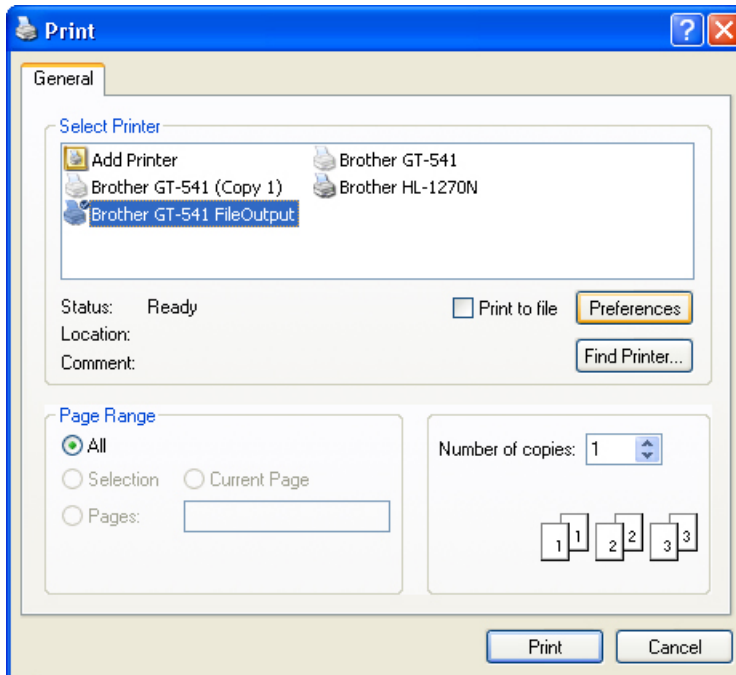 Print
General
Select Printer
Add Printer
Brother GT-541
Brother GT-541 (Copy 1)
Brother HL-1270N
Brother GT-541 FileOutput
Status: Ready
Print to file
Preferences
Location:
Comment:
Find Printer...
Page Range
All
Number of copies: 1
Selection
Current Page
Pages:
1 1 2 2 3 3
Print
Cancel